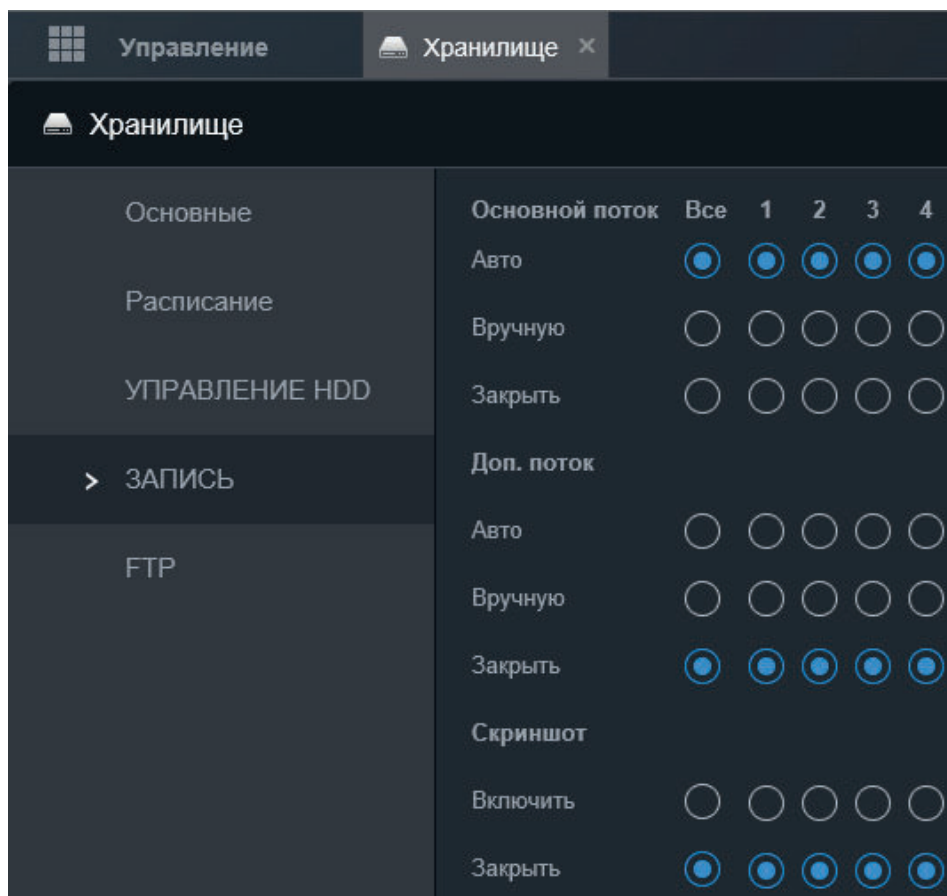 Управление
Хранилище ×
Хранилище
Основные
Расписание
УПРАВЛЕНИЕ HDD
> ЗАПИСЬ
FTP
Основной поток Все 1 2 3 4
Авто
Вручную
Закрыть
Доп. поток
Авто
Вручную
Закрыть
Скриншот
Включить
Закрыть